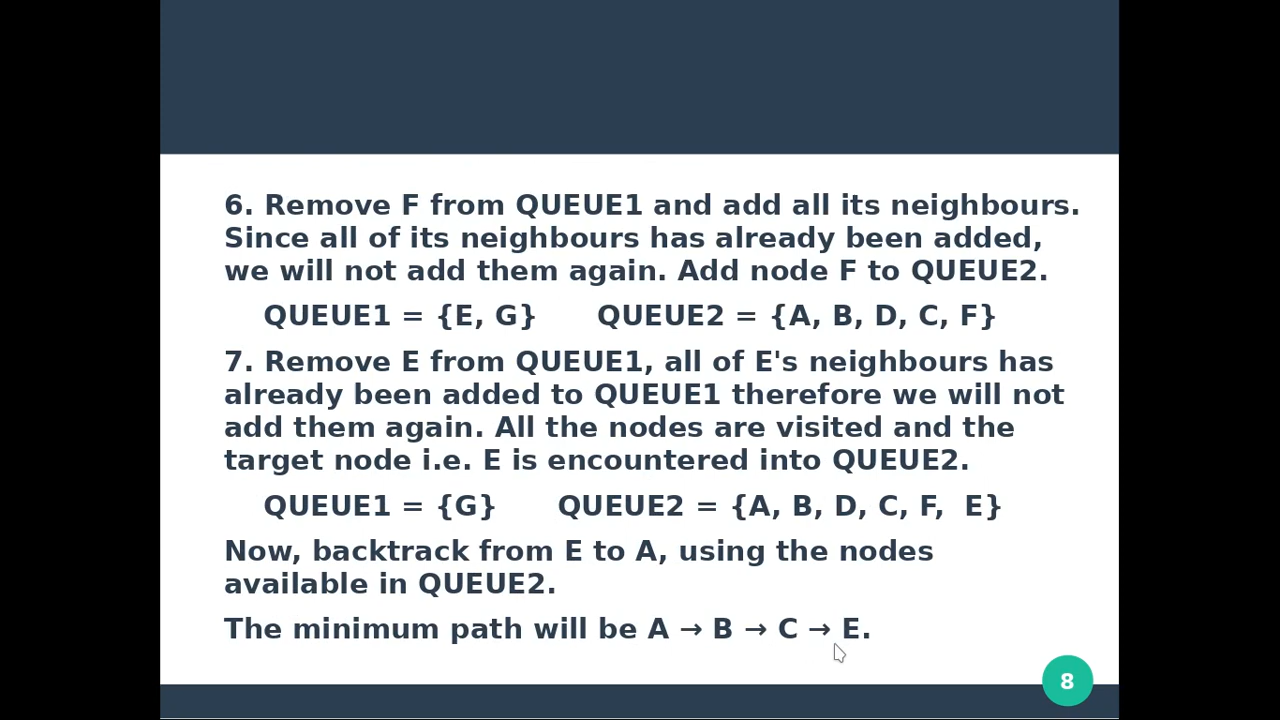 6. Remove F from QUEUE1 and add all its neighbours.
Since all of its neighbours has already been added,
we will not add them again. Add node F to QUEUE2.
QUEUE1 = {E, G} QUEUE2 = {A, B, D, C, F}
7. Remove E from QUEUE1, all of E's neighbours has
already been added to QUEUE1 therefore we will not
add them again. All the nodes are visited and the
target node i.e. E is encountered into QUEUE2.
QUEUE1 = {G} QUEUE2 = {A, B, D, C, F, E}
Now, backtrack from E to A, using the nodes
available in QUEUE2.
The minimum path will be A → B → C → E.
8